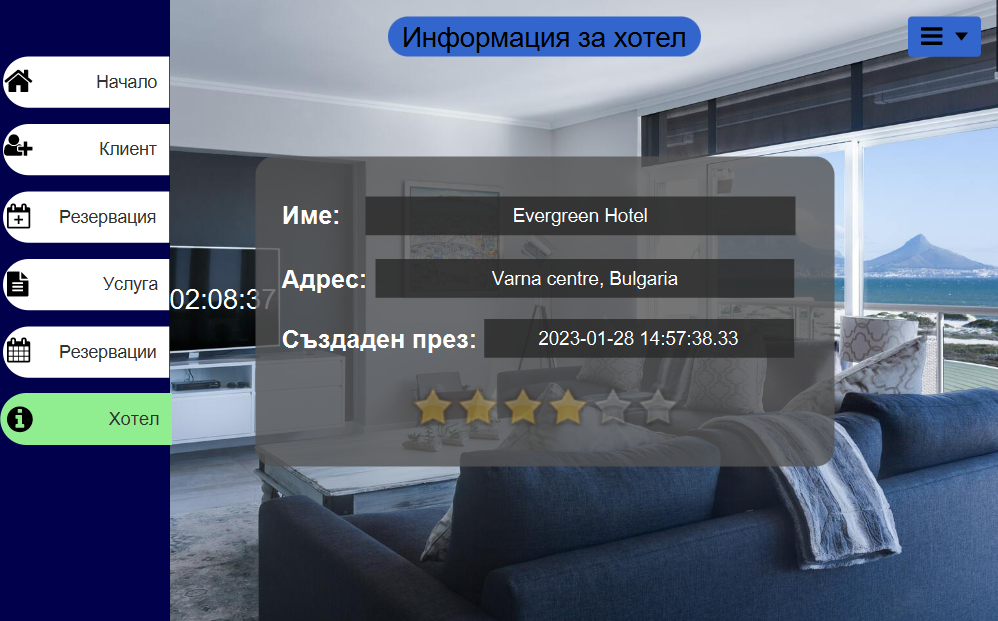 Информация за хотел
Начало
Клиент
Резервация
Услуга
02:08:37
Резервации
Хотел
Име: Evergreen Hotel
Адрес: Varna centre, Bulgaria
Създаден през: 2023-01-28 14:57:38.33